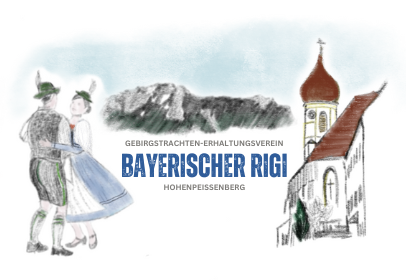 GEBIRGSTRACHTEN-ERHALTUNGSVEREIN
BAYERISCHER RIGI
HOHENPEISSENBERG